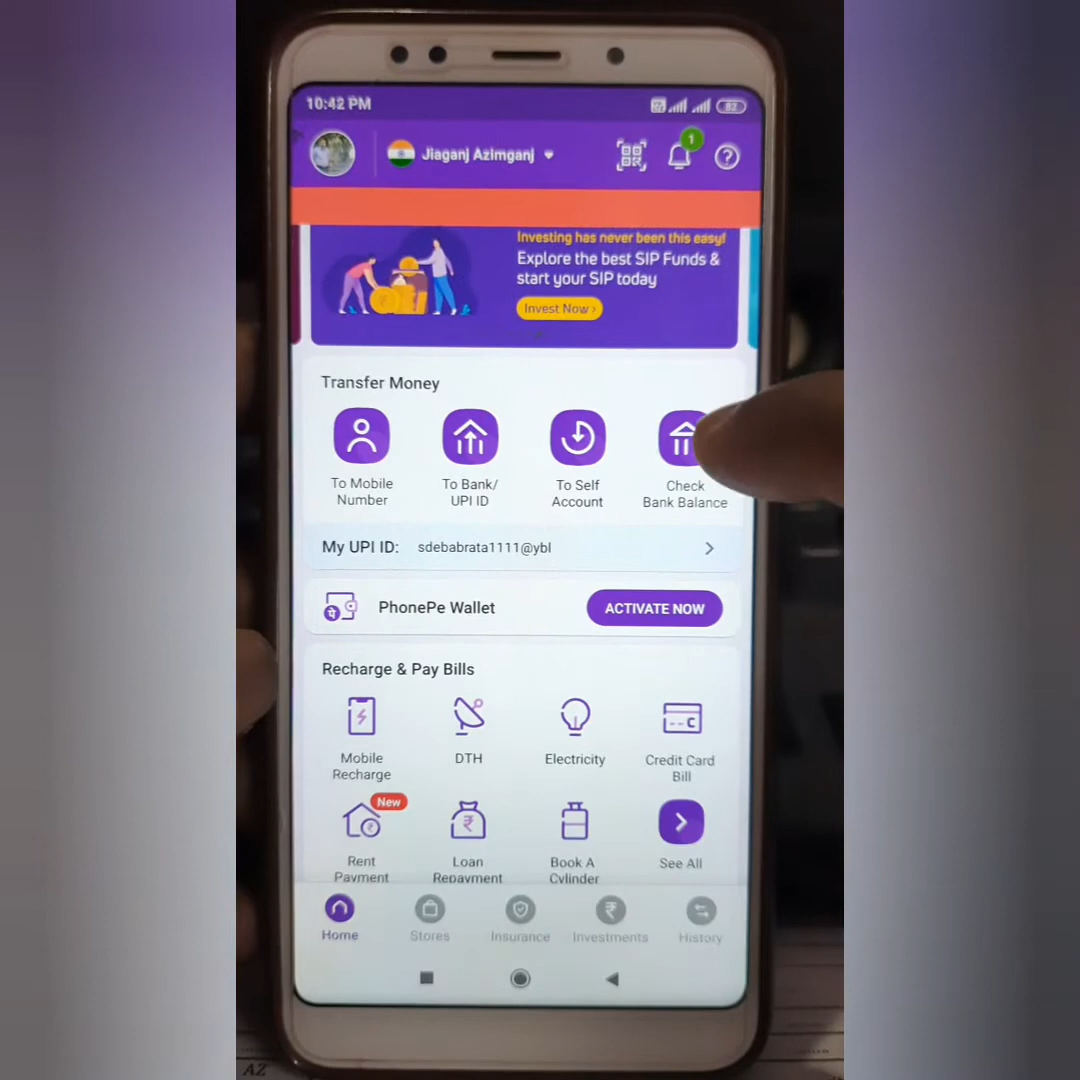 10:42 PM
82
Jiaganj Azimganj
1
?
Investing has never been this easy!
Explore the best SIP Funds &
start your SIP today
Invest Now ›
Transfer Money
To Mobile
Number
To Bank/
UPI ID
To Self
Account
Check
Bank Balance
My UPI ID: sdebabrata1111@ybl
PhonePe Wallet
ACTIVATE NOW
Recharge & Pay Bills
Mobile
Recharge
DTH
Electricity
Credit Card
Bill
New
Rent
Payment
Loan
Repayment
Book A
Cylinder
See All
Home
Stores
Insurance
Investments
History
AZ